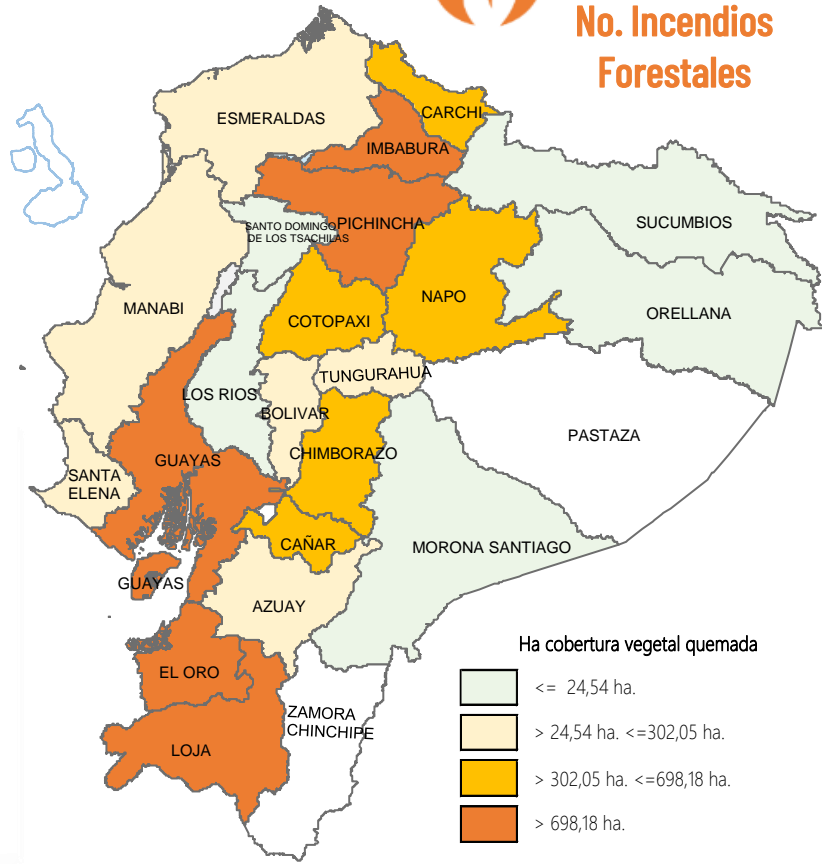 No. Incendios
Forestales
ESMERALDAS
CARCHI
IMBABURA
SANTO DOMINGO
DE LOS TSACHILAS
PICHINCHA
SUCUMBIOS
MANABI
COTOPAXI
NAPO
ORELLANA
TUNGURAHUA
LOS RIOS
BOLIVAR
PASTAZA
SANTA
ELENA
GUAYAS
CHIMBORAZO
CAÑAR
MORONA SANTIAGO
GUAYAS
AZUAY
EL ORO
ZAMORA
CHINCHIPE
LOJA
Ha cobertura vegetal quemada
<= 24,54 ha.
> 24,54 ha. <=302,05 ha.
> 302,05 ha. <=698,18 ha.
> 698,18 ha.